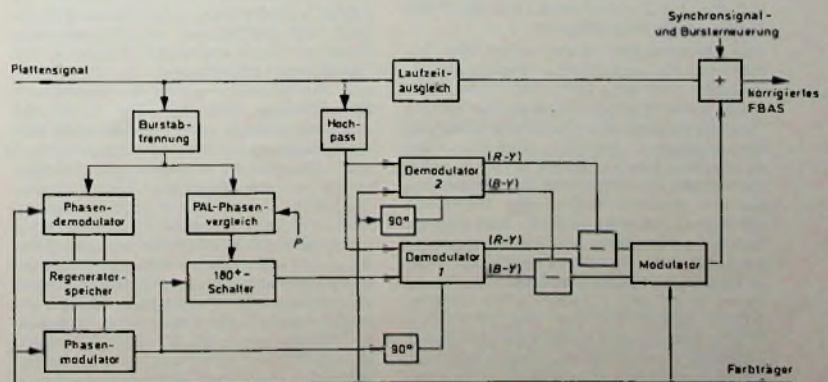 Synchronsignal-
und Bursterneuerung
Plattensignal
Laufzeit-
ausgleich
+
korrigiertes
FBAS
Burstab-
trennung
Hoch-
pass
Demodulator
2
(R-Y)
(B-Y)
Phasen-
demodulator
PAL-Phasen-
vergleich
P
90°
Demodulator
1
(R-Y)
(B-Y)
−
−
Modulator
Regenerator-
speicher
180°-
Schalter
Phasen-
modulator
90°
Farbträger